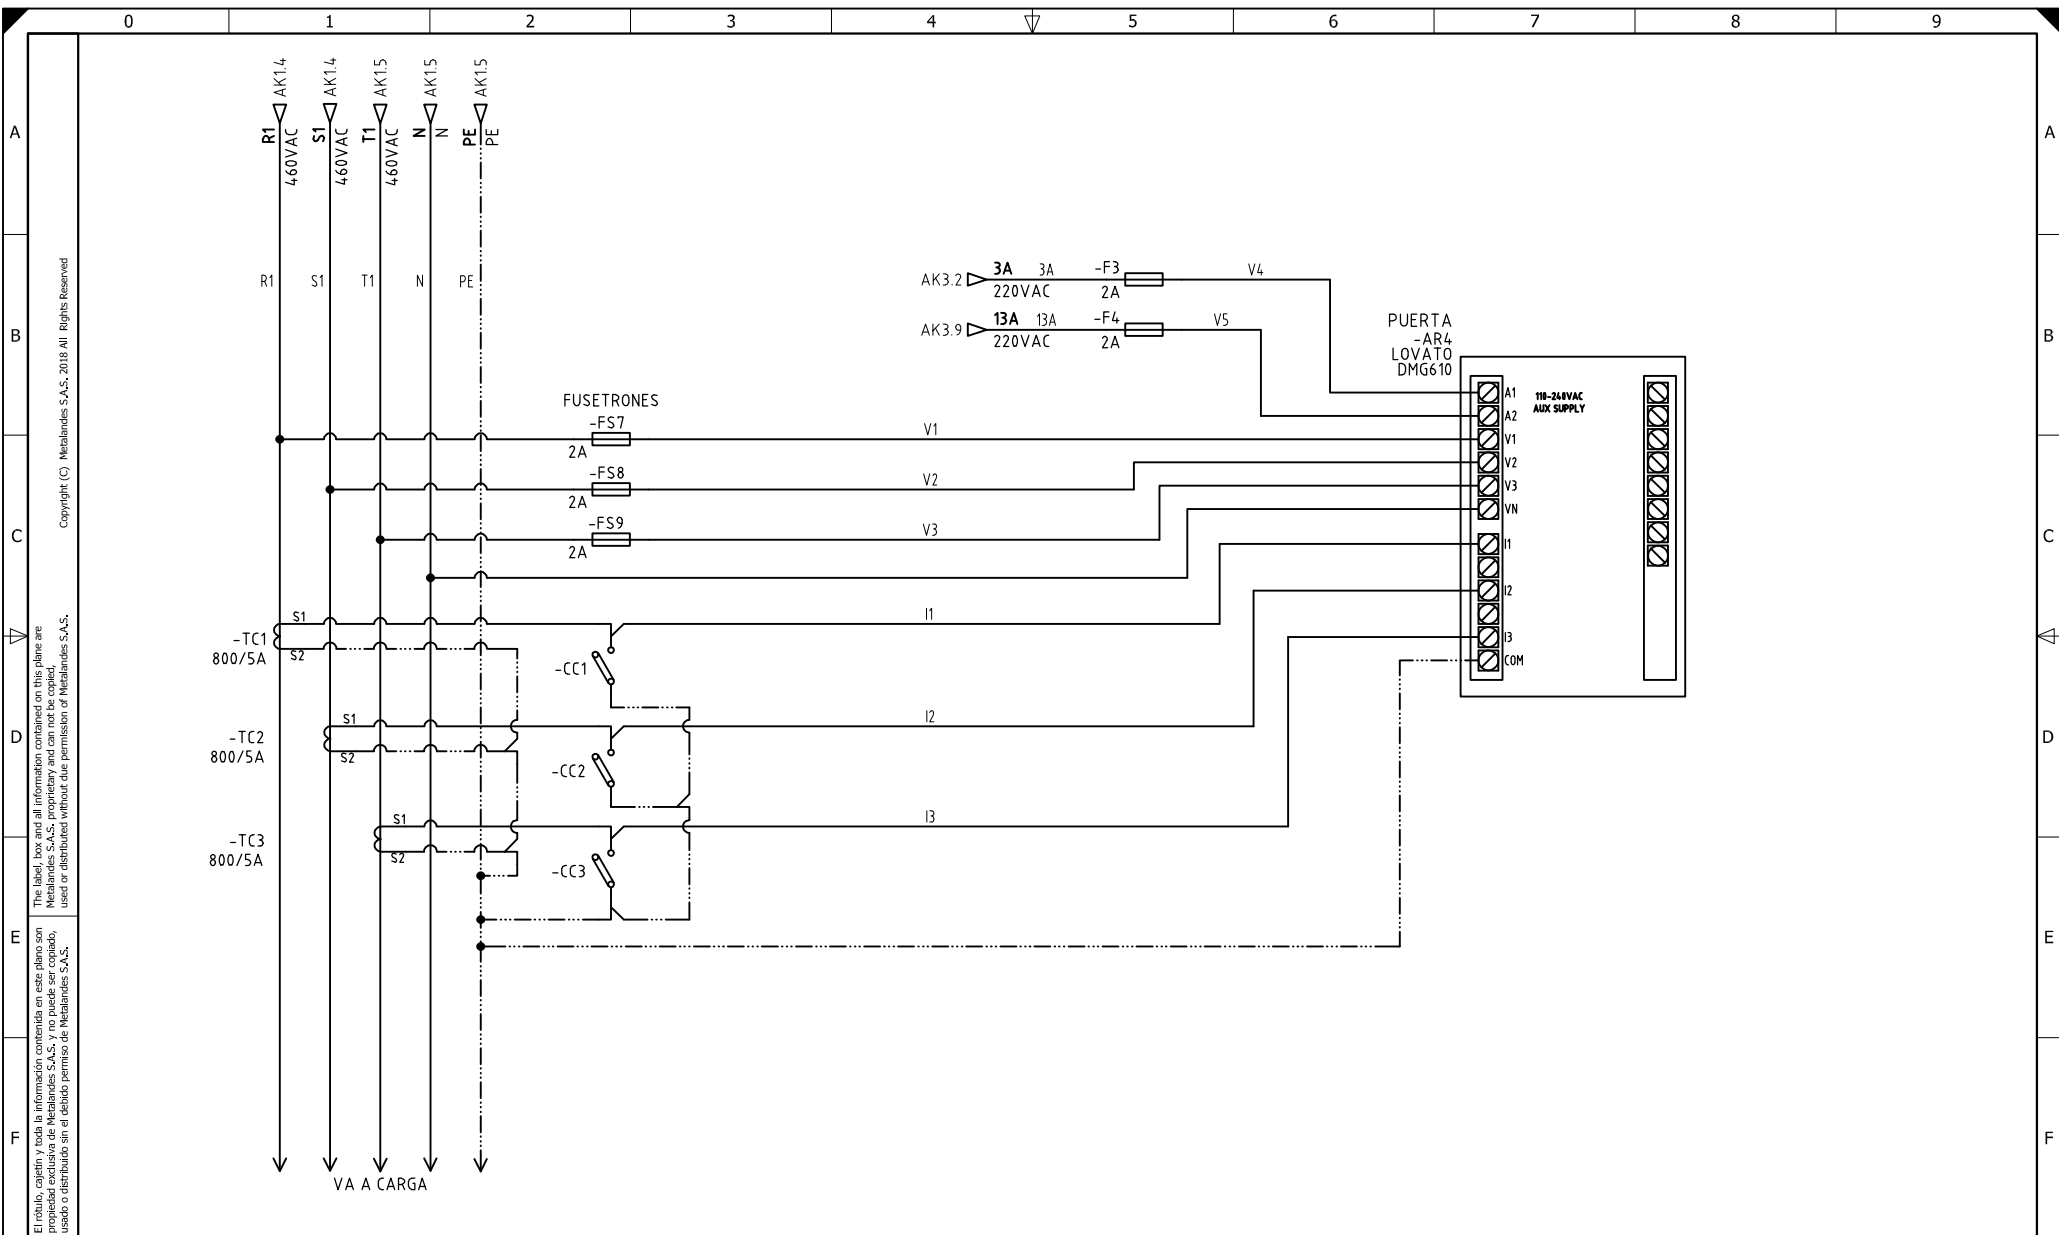 0 1 2 3 4 5 6 7 8 9
AK1.4 AK1.4 AK1.5 AK1.5 AK1.5
R1 S1 T1 N PE
460VAC 460VAC 460VAC N PE
A A
R1 S1 T1 N PE
AK3.2 3A 3A -F3 V4
220VAC 2A
AK3.9 13A 13A -F4 V5
220VAC 2A
B B
PUERTA
-AR4
LOVATO
DMG610
A1 110-240VAC
A2 AUX SUPPLY
V1
V2
V3
VN
I1
I2
I3
COM
FUSETRONES
-FS7 V1
2A
-FS8 V2
2A
-FS9 V3
2A
C C
S1 I1
-TC1 S2
800/5A
-CC1
S1 I2
-TC2 S2
800/5A
-CC2
D D
S1 I3
-TC3 S2
800/5A
-CC3
E E
F F
VA A CARGA
Copyright (C) Metalandes S.A.S. 2018 All Rights Reserved
The label, box and all information contained on this plane are
Metalandes S.A.S. proprietary and can not be copied,
used or distributed without due permission of Metalandes S.A.S.
El rótulo, cajetín y toda la información contenida en este plano son
propiedad exclusiva de Metalandes S.A.S. y no puede ser copiado,
usado o distribuido sin el debido permiso de Metalandes S.A.S.